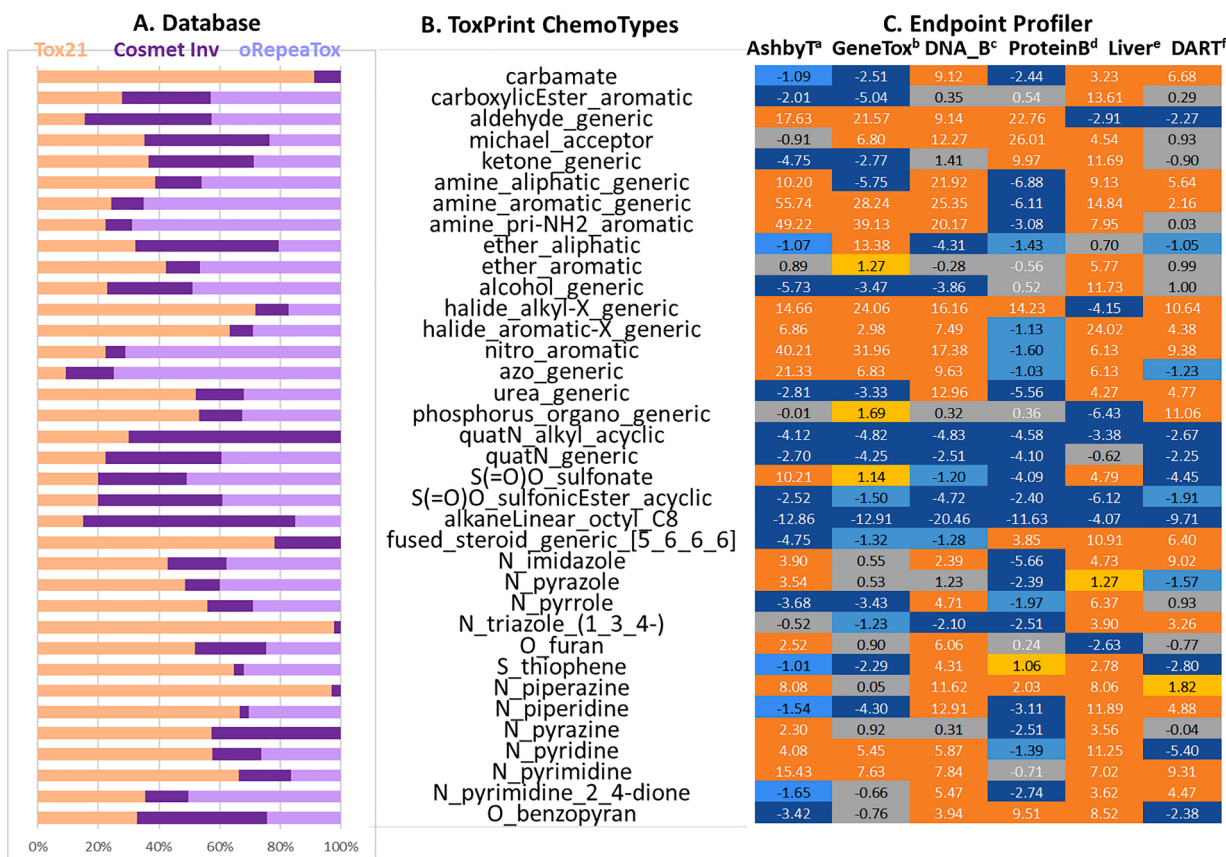 A. Database B. ToxPrint ChemoTypes C. Endpoint Profiler
Tox21 Cosmet Inv oRepeaTox AshbyTᵃ GeneToxᵇ DNA_Bᶜ ProteinBᵈ Liverᵉ DARTᶠ
carbamate -1.09 -2.51 9.12 -2.44 3.23 6.68
carboxylicEster_aromatic -2.01 -5.04 0.35 0.54 13.61 0.29
aldehyde_generic 17.63 21.57 9.14 22.76 -2.91 -2.27
michael_acceptor -0.91 6.80 12.27 26.01 4.54 0.93
ketone_generic -4.75 -2.77 1.41 9.97 11.69 -0.90
amine_aliphatic_generic 10.20 -5.75 21.92 -6.88 9.13 5.64
amine_aromatic_generic 55.74 28.24 25.35 -6.11 14.84 2.16
amine_pri-NH2_aromatic 49.22 39.13 20.17 -3.08 7.95 0.03
ether_aliphatic -1.07 13.38 -4.31 -1.43 0.70 -1.05
ether_aromatic 0.89 1.27 -0.28 -0.56 5.77 0.99
alcohol_generic -5.73 -3.47 -3.86 0.52 11.73 1.00
halide_alkyl-X_generic 14.66 24.06 16.16 14.23 -4.15 10.64
halide_aromatic-X_generic 6.86 2.98 7.49 -1.13 24.02 4.38
nitro_aromatic 40.21 31.96 17.38 -1.60 6.13 9.38
azo_generic 21.33 6.83 9.63 -1.03 6.13 -1.23
urea_generic -2.81 -3.33 12.96 -5.56 4.27 4.77
phosphorus_organo_generic -0.01 1.69 0.32 0.36 -6.43 11.06
quatN_alkyl_acyclic -4.12 -4.82 -4.83 -4.58 -3.38 -2.67
quatN_generic -2.70 -4.25 -2.51 -4.10 -0.62 -2.25
S(=O)O_sulfonate 10.21 1.14 -1.20 -4.09 4.79 -4.45
S(=O)O_sulfonicEster_acyclic -2.52 -1.50 -4.72 -2.40 -6.12 -1.91
alkaneLinear_octyl_C8 -12.86 -12.91 -20.46 -11.63 -4.07 -9.71
fused_steroid_generic_[5_6_6_6] -4.75 -1.32 -1.28 3.85 10.91 6.40
N_imidazole 3.90 0.55 2.39 -5.66 4.73 9.02
N_pyrazole 3.54 0.53 1.23 -2.39 1.27 -1.57
N_pyrrole -3.68 -3.43 4.71 -1.97 6.37 0.93
N_triazole_(1_3_4-) -0.52 -1.23 -2.10 -2.51 3.90 3.26
O_furan 2.52 0.90 6.06 0.24 -2.63 -0.77
S_thiophene -1.01 -2.29 4.31 1.06 2.78 -2.80
N_piperazine 8.08 0.05 11.62 2.03 8.06 1.82
N_piperidine -1.54 -4.30 12.91 -3.11 11.89 4.88
N_pyrazine 2.30 0.92 0.31 -2.51 3.56 -0.04
N_pyridine 4.08 5.45 5.87 -1.39 11.25 -5.40
N_pyrimidine 15.43 7.63 7.84 -0.71 7.02 9.31
N_pyrimidine_2_4-dione -1.65 -0.66 5.47 -2.74 3.62 4.47
O_benzopyran -3.42 -0.76 3.94 9.51 8.52 -2.38
0% 20% 40% 60% 80% 100%